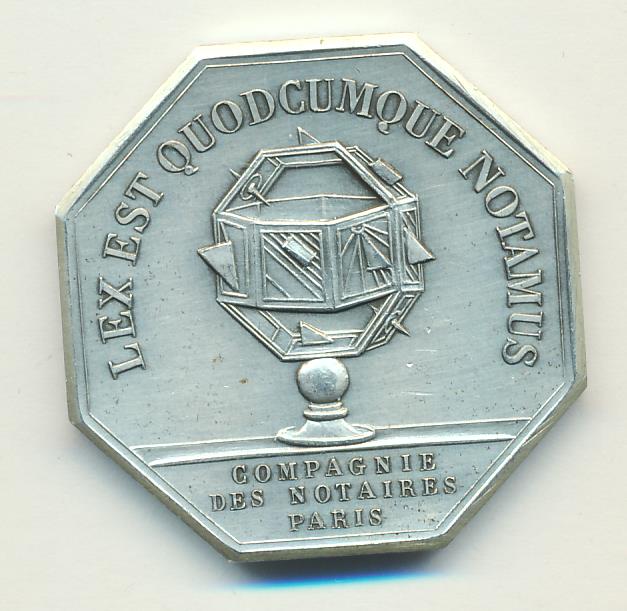 LEX EST QUODCUMQUE NOTAMUS
COMPAGNIE
DES NOTAIRES
PARIS